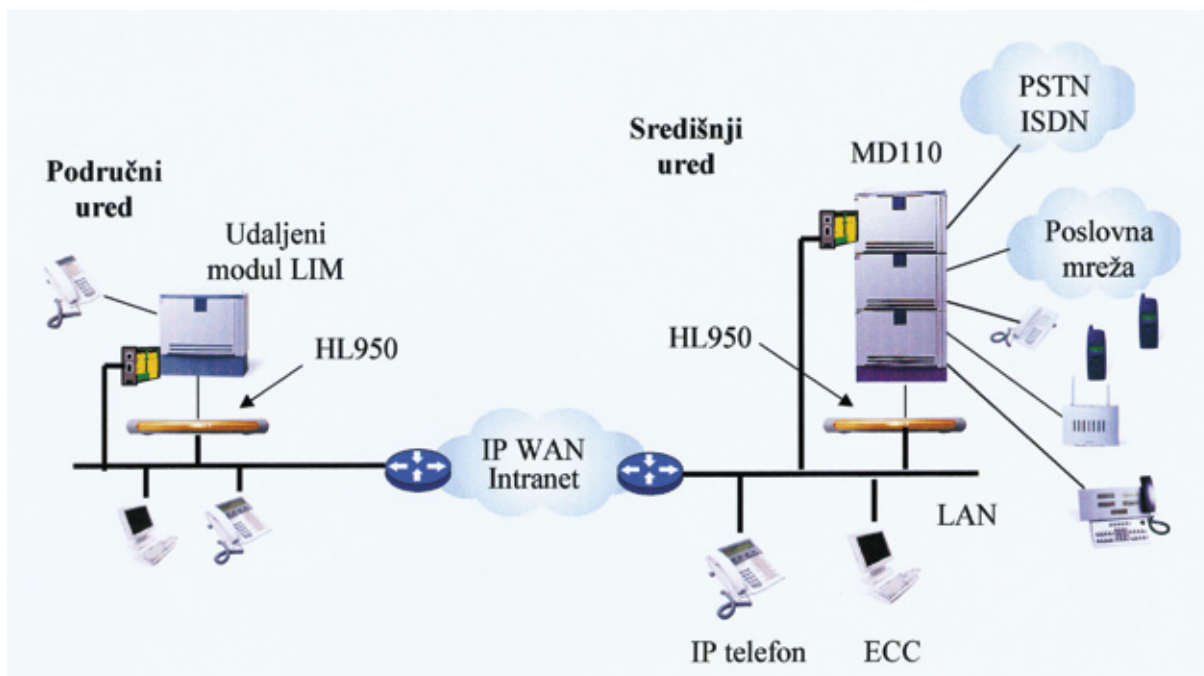 Područni
ured
Udaljeni
modul LIM
HL950
IP WAN
Intranet
Središnji
ured
MD110
PSTN
ISDN
Poslovna
mreža
HL950
LAN
IP telefon
ECC